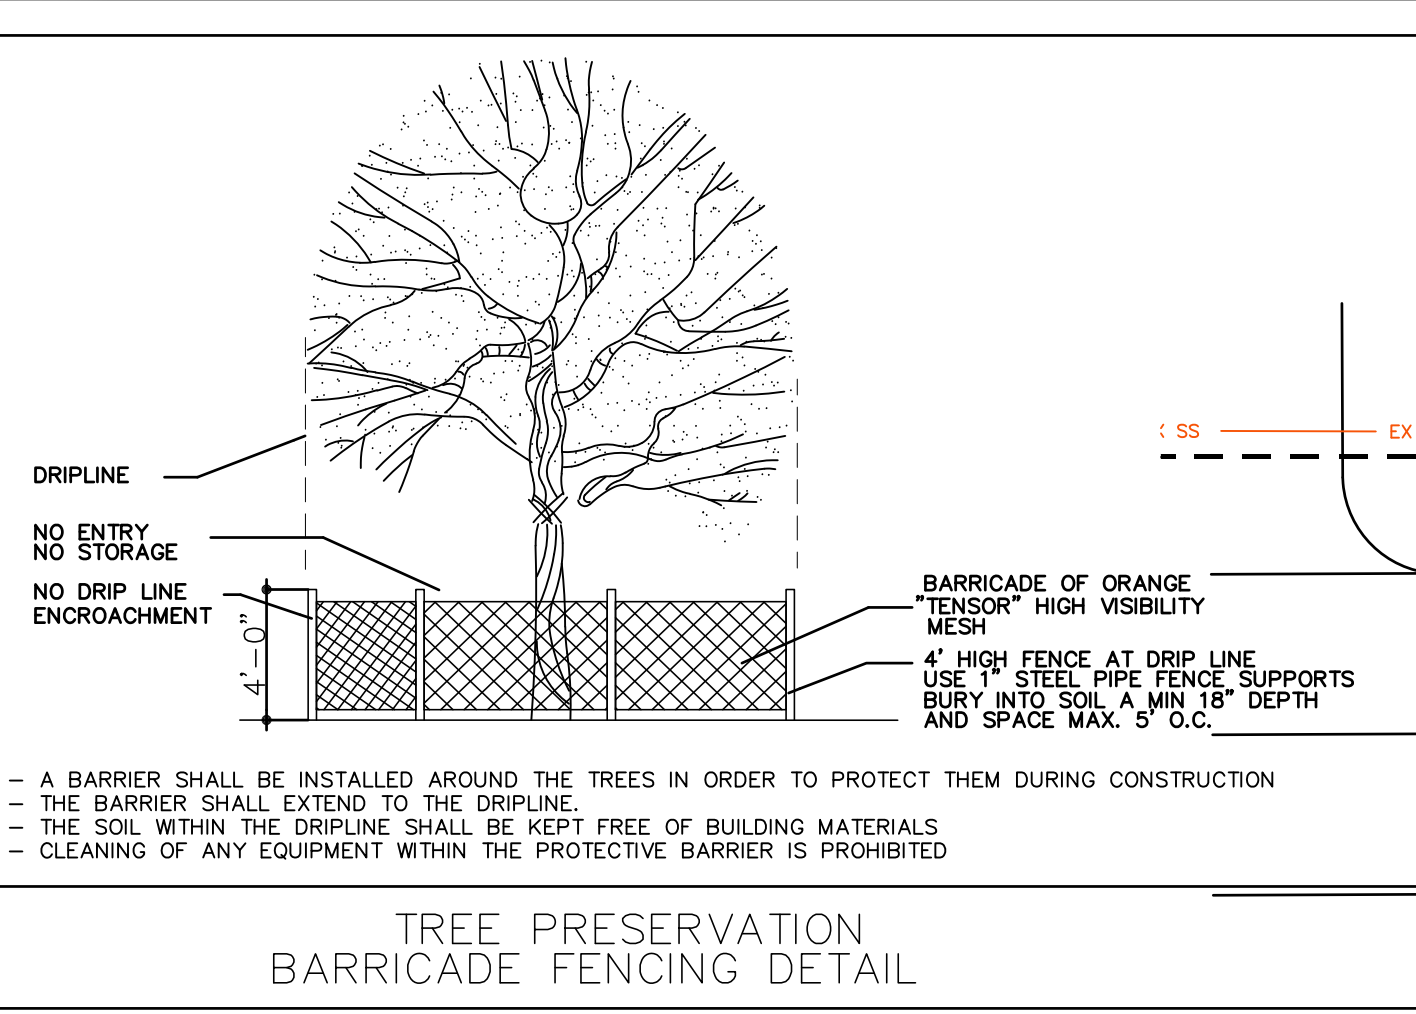 DRIPLINE
NO ENTRY
NO STORAGE
NO DRIP LINE
ENCROACHMENT
4'-0"
SS
EX
BARRICADE OF ORANGE
"TENSOR" HIGH VISIBILITY
MESH
4' HIGH FENCE AT DRIP LINE
USE 1" STEEL PIPE FENCE SUPPORTS
BURY INTO SOIL A MIN 18" DEPTH
AND SPACE MAX. 5' O.C.
– A BARRIER SHALL BE INSTALLED AROUND THE TREES IN ORDER TO PROTECT THEM DURING CONSTRUCTION
– THE BARRIER SHALL EXTEND TO THE DRIPLINE.
– THE SOIL WITHIN THE DRIPLINE SHALL BE KEPT FREE OF BUILDING MATERIALS
– CLEANING OF ANY EQUIPMENT WITHIN THE PROTECTIVE BARRIER IS PROHIBITED
TREE PRESERVATION
BARRICADE FENCING DETAIL